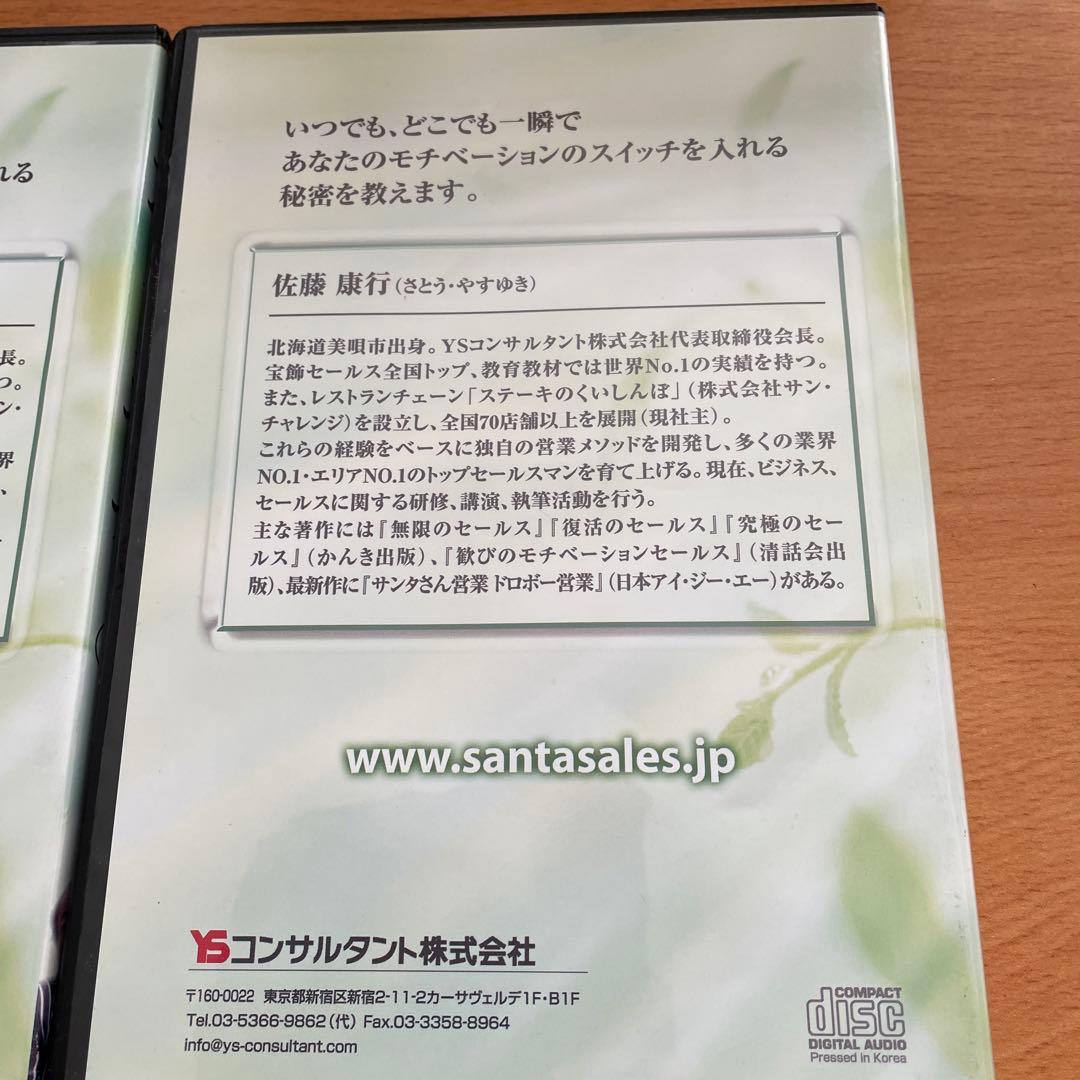 いつでも、どこでも一瞬で
あなたのモチベーションのスイッチを入れる
秘密を教えます。
佐藤 康行(さとう・やすゆき)
北海道美唄市出身。YSコンサルタント株式会社代表取締役会長。
宝飾セールス全国トップ、教育教材では世界No.1の実績を持つ。
また、レストランチェーン「ステーキのくいしんぼ」(株式会社サン・
チャレンジ)を設立し、全国70店舗以上を展開(現社主)。
これらの経験をベースに独自の営業メソッドを開発し、多くの業界
NO.1・エリアNO.1のトップセールスマンを育て上げる。現在、ビジネス、
セールスに関する研修、講演、執筆活動を行う。
主な著作には『無限のセールス』『復活のセールス』『究極のセー
ルス』(かんき出版)、『歓びのモチベーションセールス』(清話会出
版)、最新作に『サンタさん営業 ドロボー営業』(日本アイ・ジー・エー)がある。
www.santasales.jp
YSコンサルタント株式会社
〒160-0022 東京都新宿区新宿2-11-2カーサヴェルデ1F・B1F
Tel.03-5366-9862(代) Fax.03-3358-8964
info@ys-consultant.com
COMPACT
disc
DIGITAL AUDIO
Pressed in Korea
れる
長。
つ。
ン・
界
、